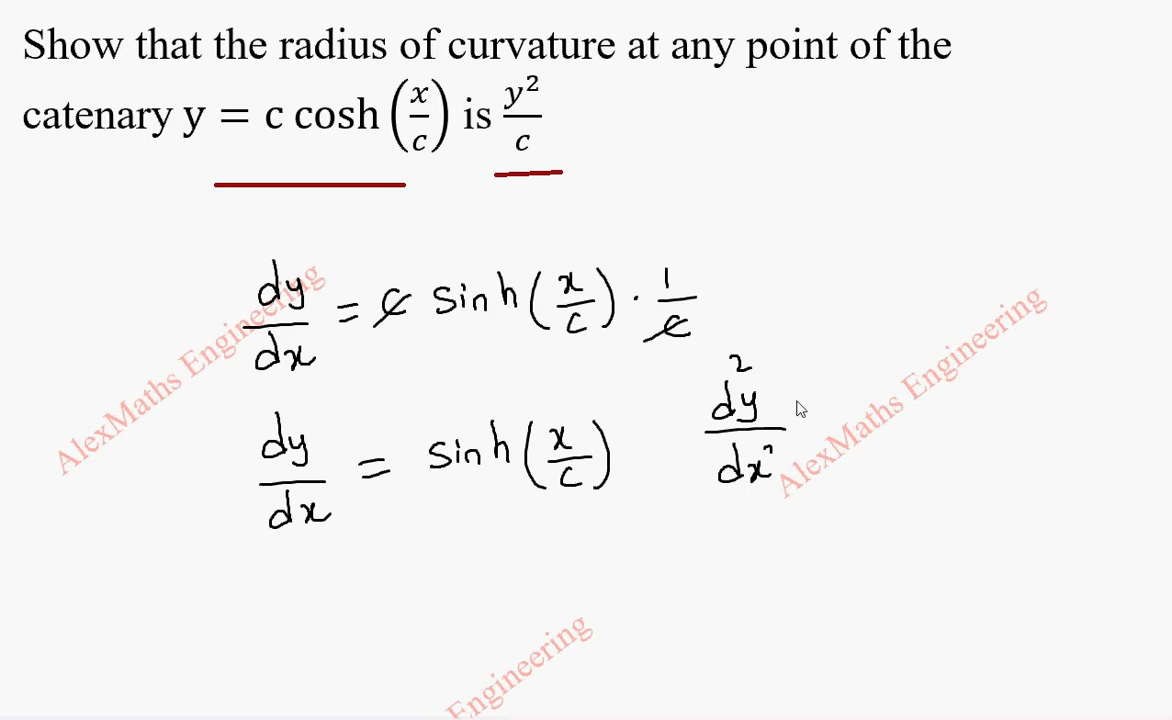 Show that the radius of curvature at any point of the
catenary y = c cosh (x/c) is y²/c
dy/dx = c sinh (x/c) · 1/c
dy/dx = sinh (x/c)
d²y/dx²
AlexMaths Engineering
AlexMaths Engineering
Engineering